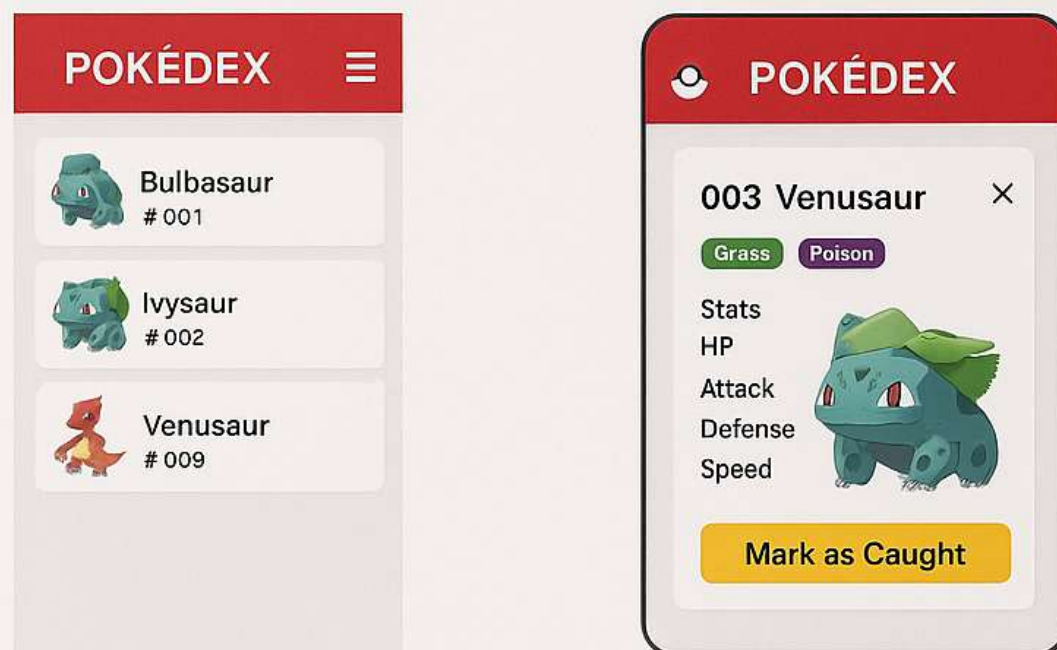 POKÉDEX
Bulbasaur
# 001
Ivysaur
# 002
Venusaur
# 009
POKÉDEX
003 Venusaur
Grass Poison
Stats
HP
Attack
Defense
Speed
Mark as Caught